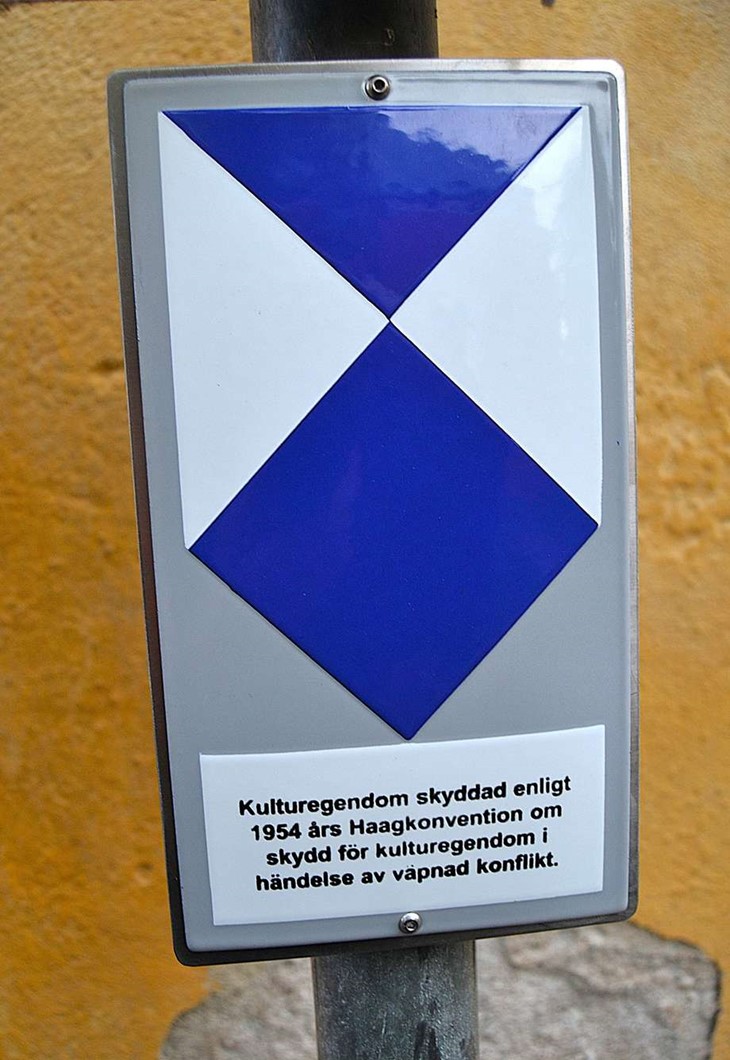 Kulturegendom skyddad enligt
1954 års Haagkonvention om
skydd för kulturegendom i
händelse av väpnad konflikt.